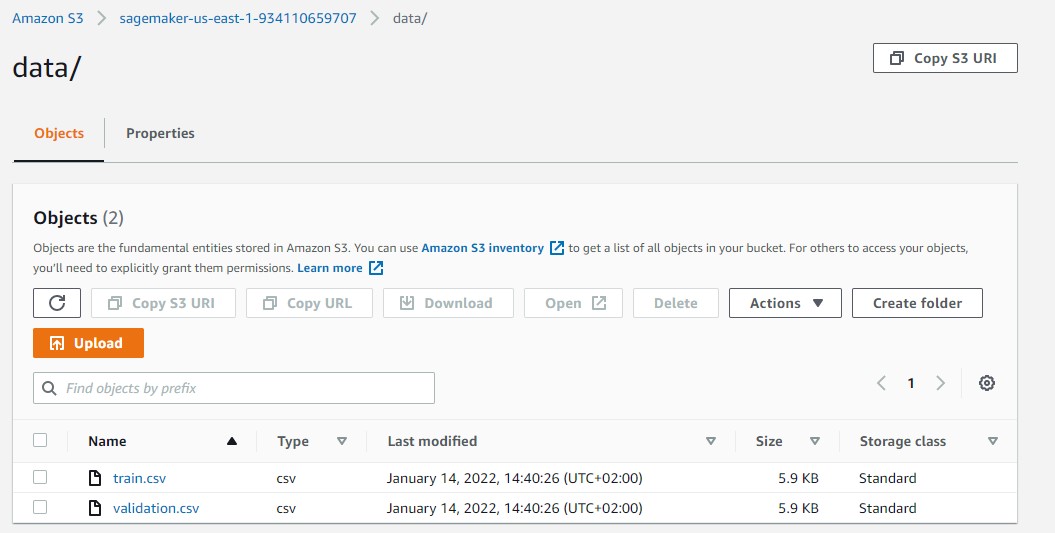 Amazon S3 > sagemaker-us-east-1-934110659707 > data/
data/
Copy S3 URI
Objects
Properties
Objects (2)
Objects are the fundamental entities stored in Amazon S3. You can use Amazon S3 inventory to get a list of all objects in your bucket. For others to access your objects,
you'll need to explicitly grant them permissions. Learn more
Copy S3 URI Copy URL Download Open Delete Actions Create folder
Upload
Find objects by prefix
1
Name Type Last modified Size Storage class
train.csv csv January 14, 2022, 14:40:26 (UTC+02:00) 5.9 KB Standard
validation.csv csv January 14, 2022, 14:40:26 (UTC+02:00) 5.9 KB Standard